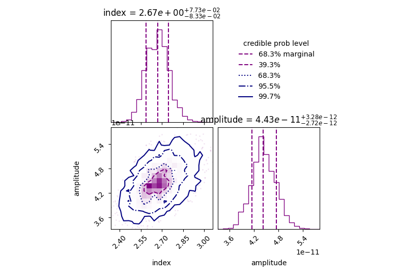 index = 2.67e+00 +7.73e−02 −8.33e−02
credible prob level
68.3% marginal
39.3%
68.3%
95.5%
99.7%
1e−11
amplitude = 4.43e−11 +3.28e−12 −2.72e−12
amplitude
5.4
4.8
4.2
3.6
2.40 2.55 2.70 2.85 3.00
index
3.6 4.2 4.8 5.4
1e−11
amplitude